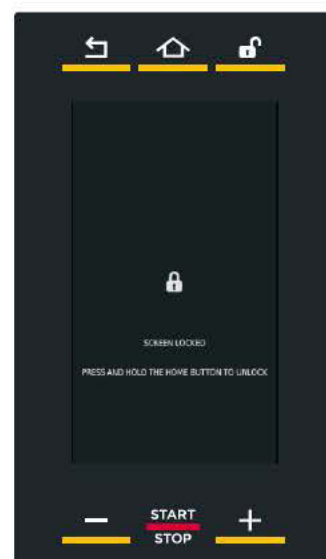 SCREEN LOCKED
PRESS AND HOLD THE HOME BUTTON TO UNLOCK
START
STOP